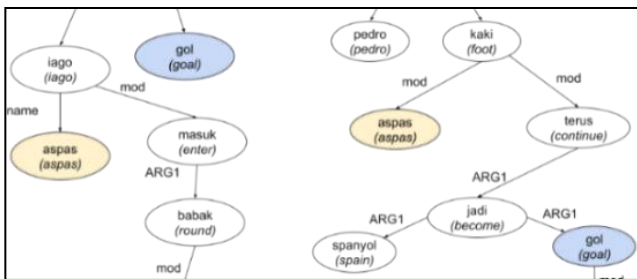 iago
(iago)
gol
(goal)
mod
name
aspas
(aspas)
masuk
(enter)
ARG1
babak
(round)
mod
pedro
(pedro)
kaki
(foot)
mod
mod
aspas
(aspas)
terus
(continue)
ARG1
jadi
(become)
ARG1
ARG1
spanyol
(spain)
gol
(goal)